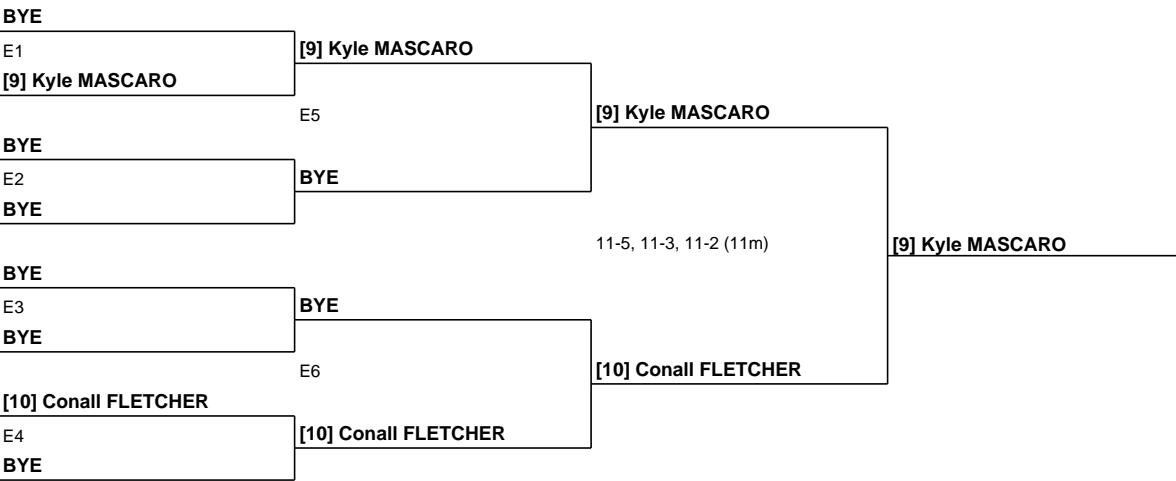 BYE
E1
[9] Kyle MASCARO
[9] Kyle MASCARO
E5
[9] Kyle MASCARO
BYE
E2
BYE
BYE
11-5, 11-3, 11-2 (11m)
[9] Kyle MASCARO
BYE
E3
BYE
BYE
E6
[10] Conall FLETCHER
[10] Conall FLETCHER
E4
[10] Conall FLETCHER
BYE